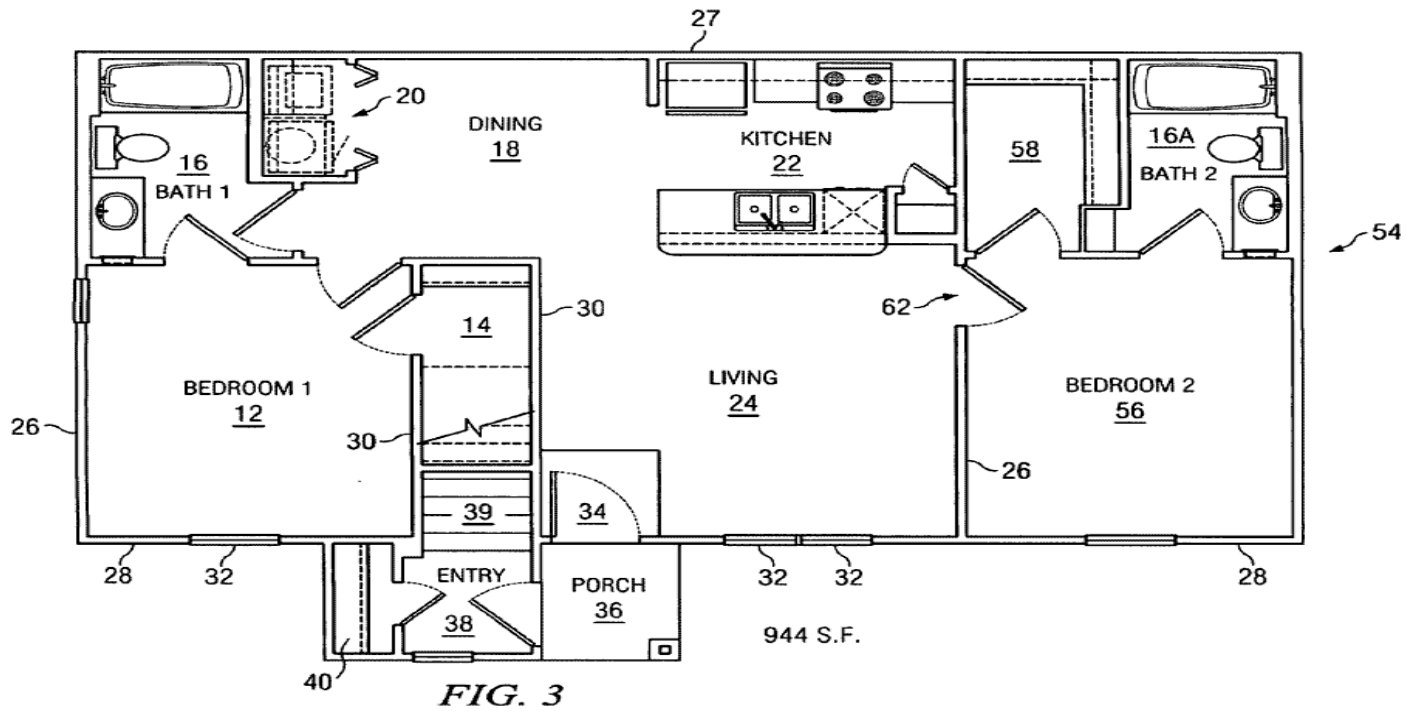 27
20
DINING
18
KITCHEN
22
58
16A
BATH 2
16
BATH 1
54
62
30
14
BEDROOM 1
12
LIVING
24
BEDROOM 2
56
26
30
26
39
34
28
32
ENTRY
38
PORCH
36
32
32
28
944 S.F.
40
FIG. 3